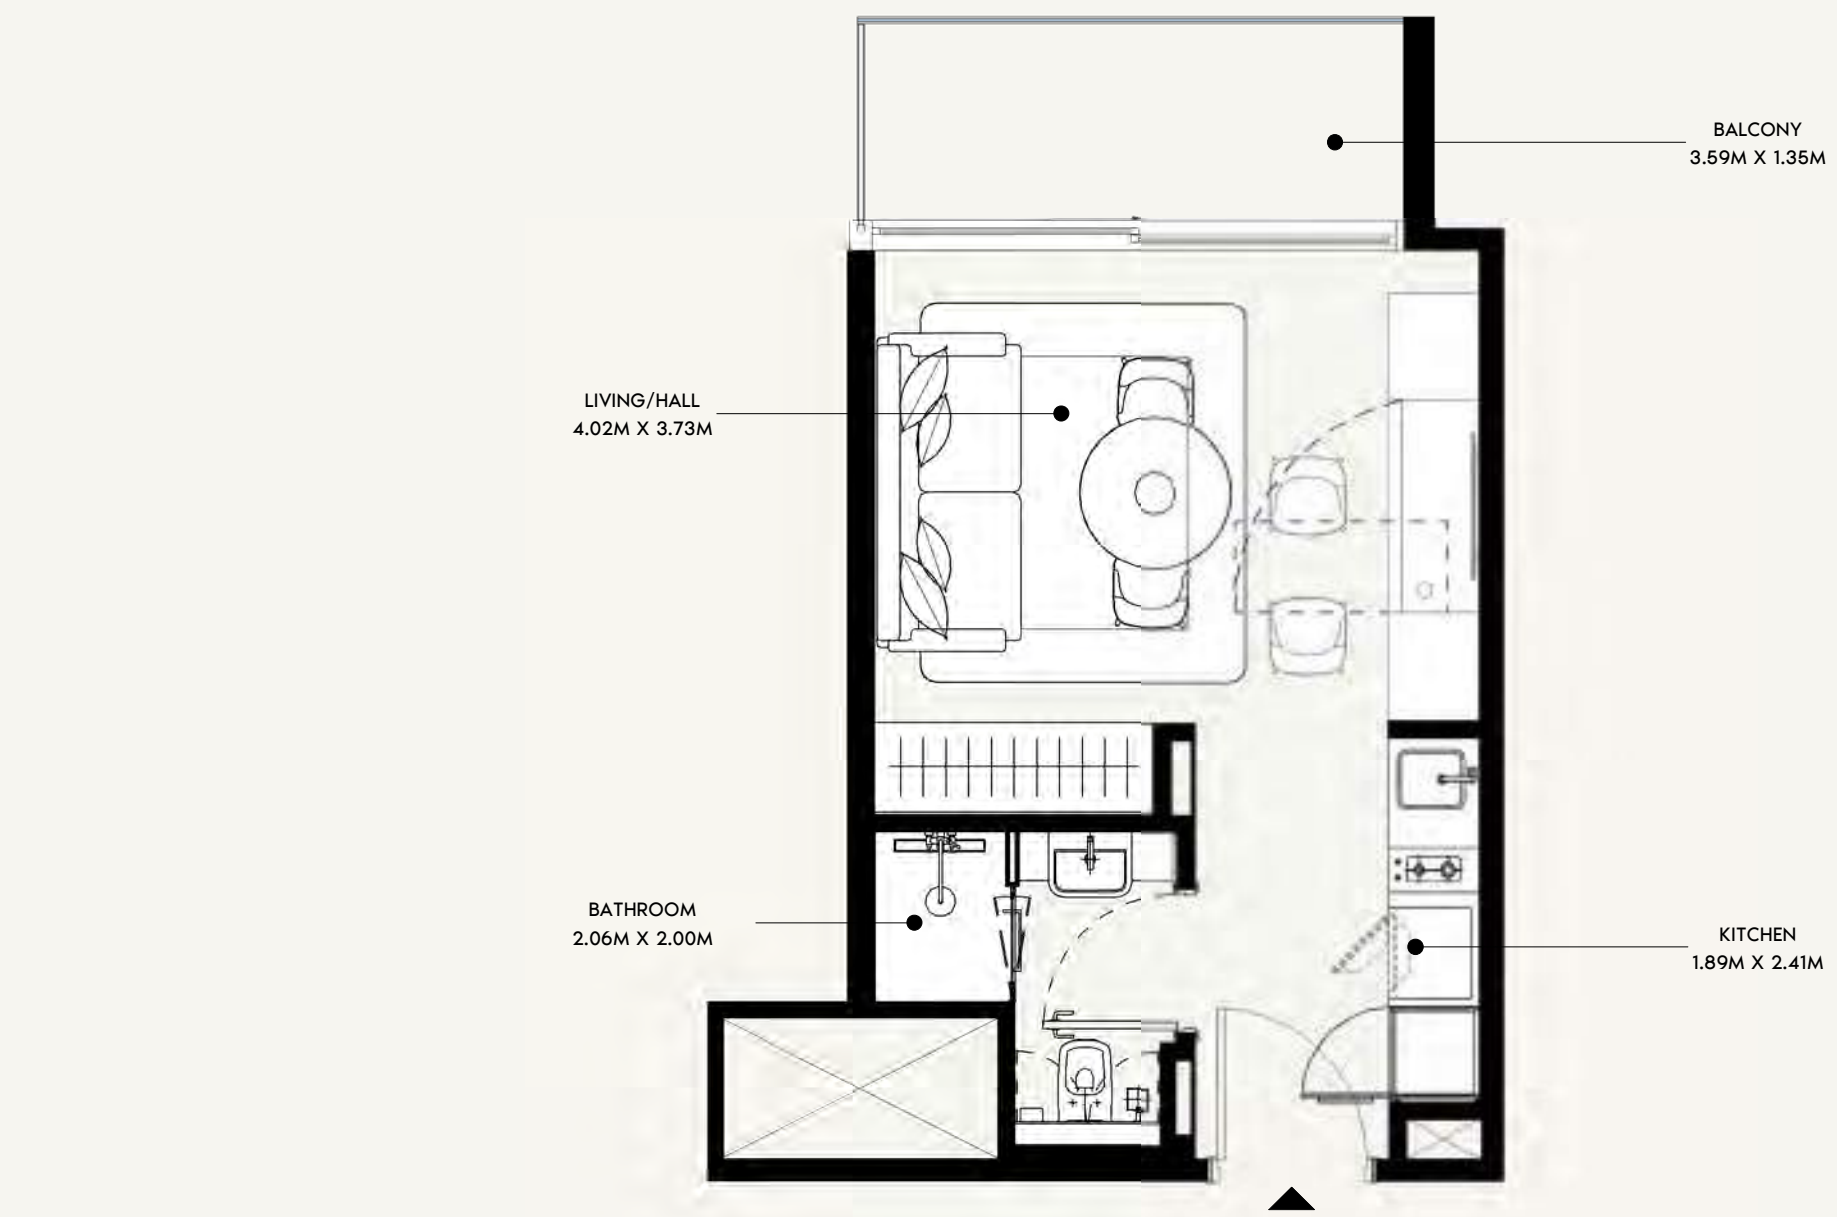 BALCONY
3.59M X 1.35M
LIVING/HALL
4.02M X 3.73M
BATHROOM
2.06M X 2.00M
KITCHEN
1.89M X 2.41M